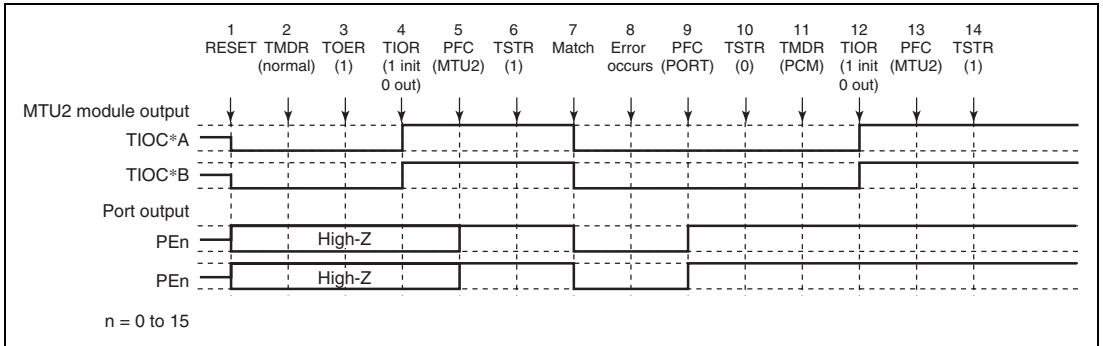 1 2 3 4 5 6 7 8 9 10 11 12 13 14
RESET TMDR TOER TIOR PFC TSTR Match Error PFC TSTR TMDR TIOR PFC TSTR
(normal) (1) (1 init (MTU2) (1) occurs (PORT) (0) (PCM) (1 init (MTU2) (1)
0 out) 0 out)
MTU2 module output
TIOC*A
TIOC*B
Port output
PEn High-Z
PEn High-Z
n = 0 to 15